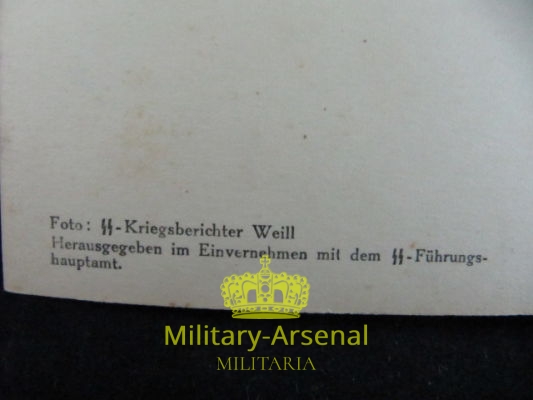 Foto: ᛋᛋ-Kriegsberichter Weill
Herausgegeben im Einvernehmen mit dem ᛋᛋ-Führungs-
hauptamt.
Military-Arsenal
MILITARIA